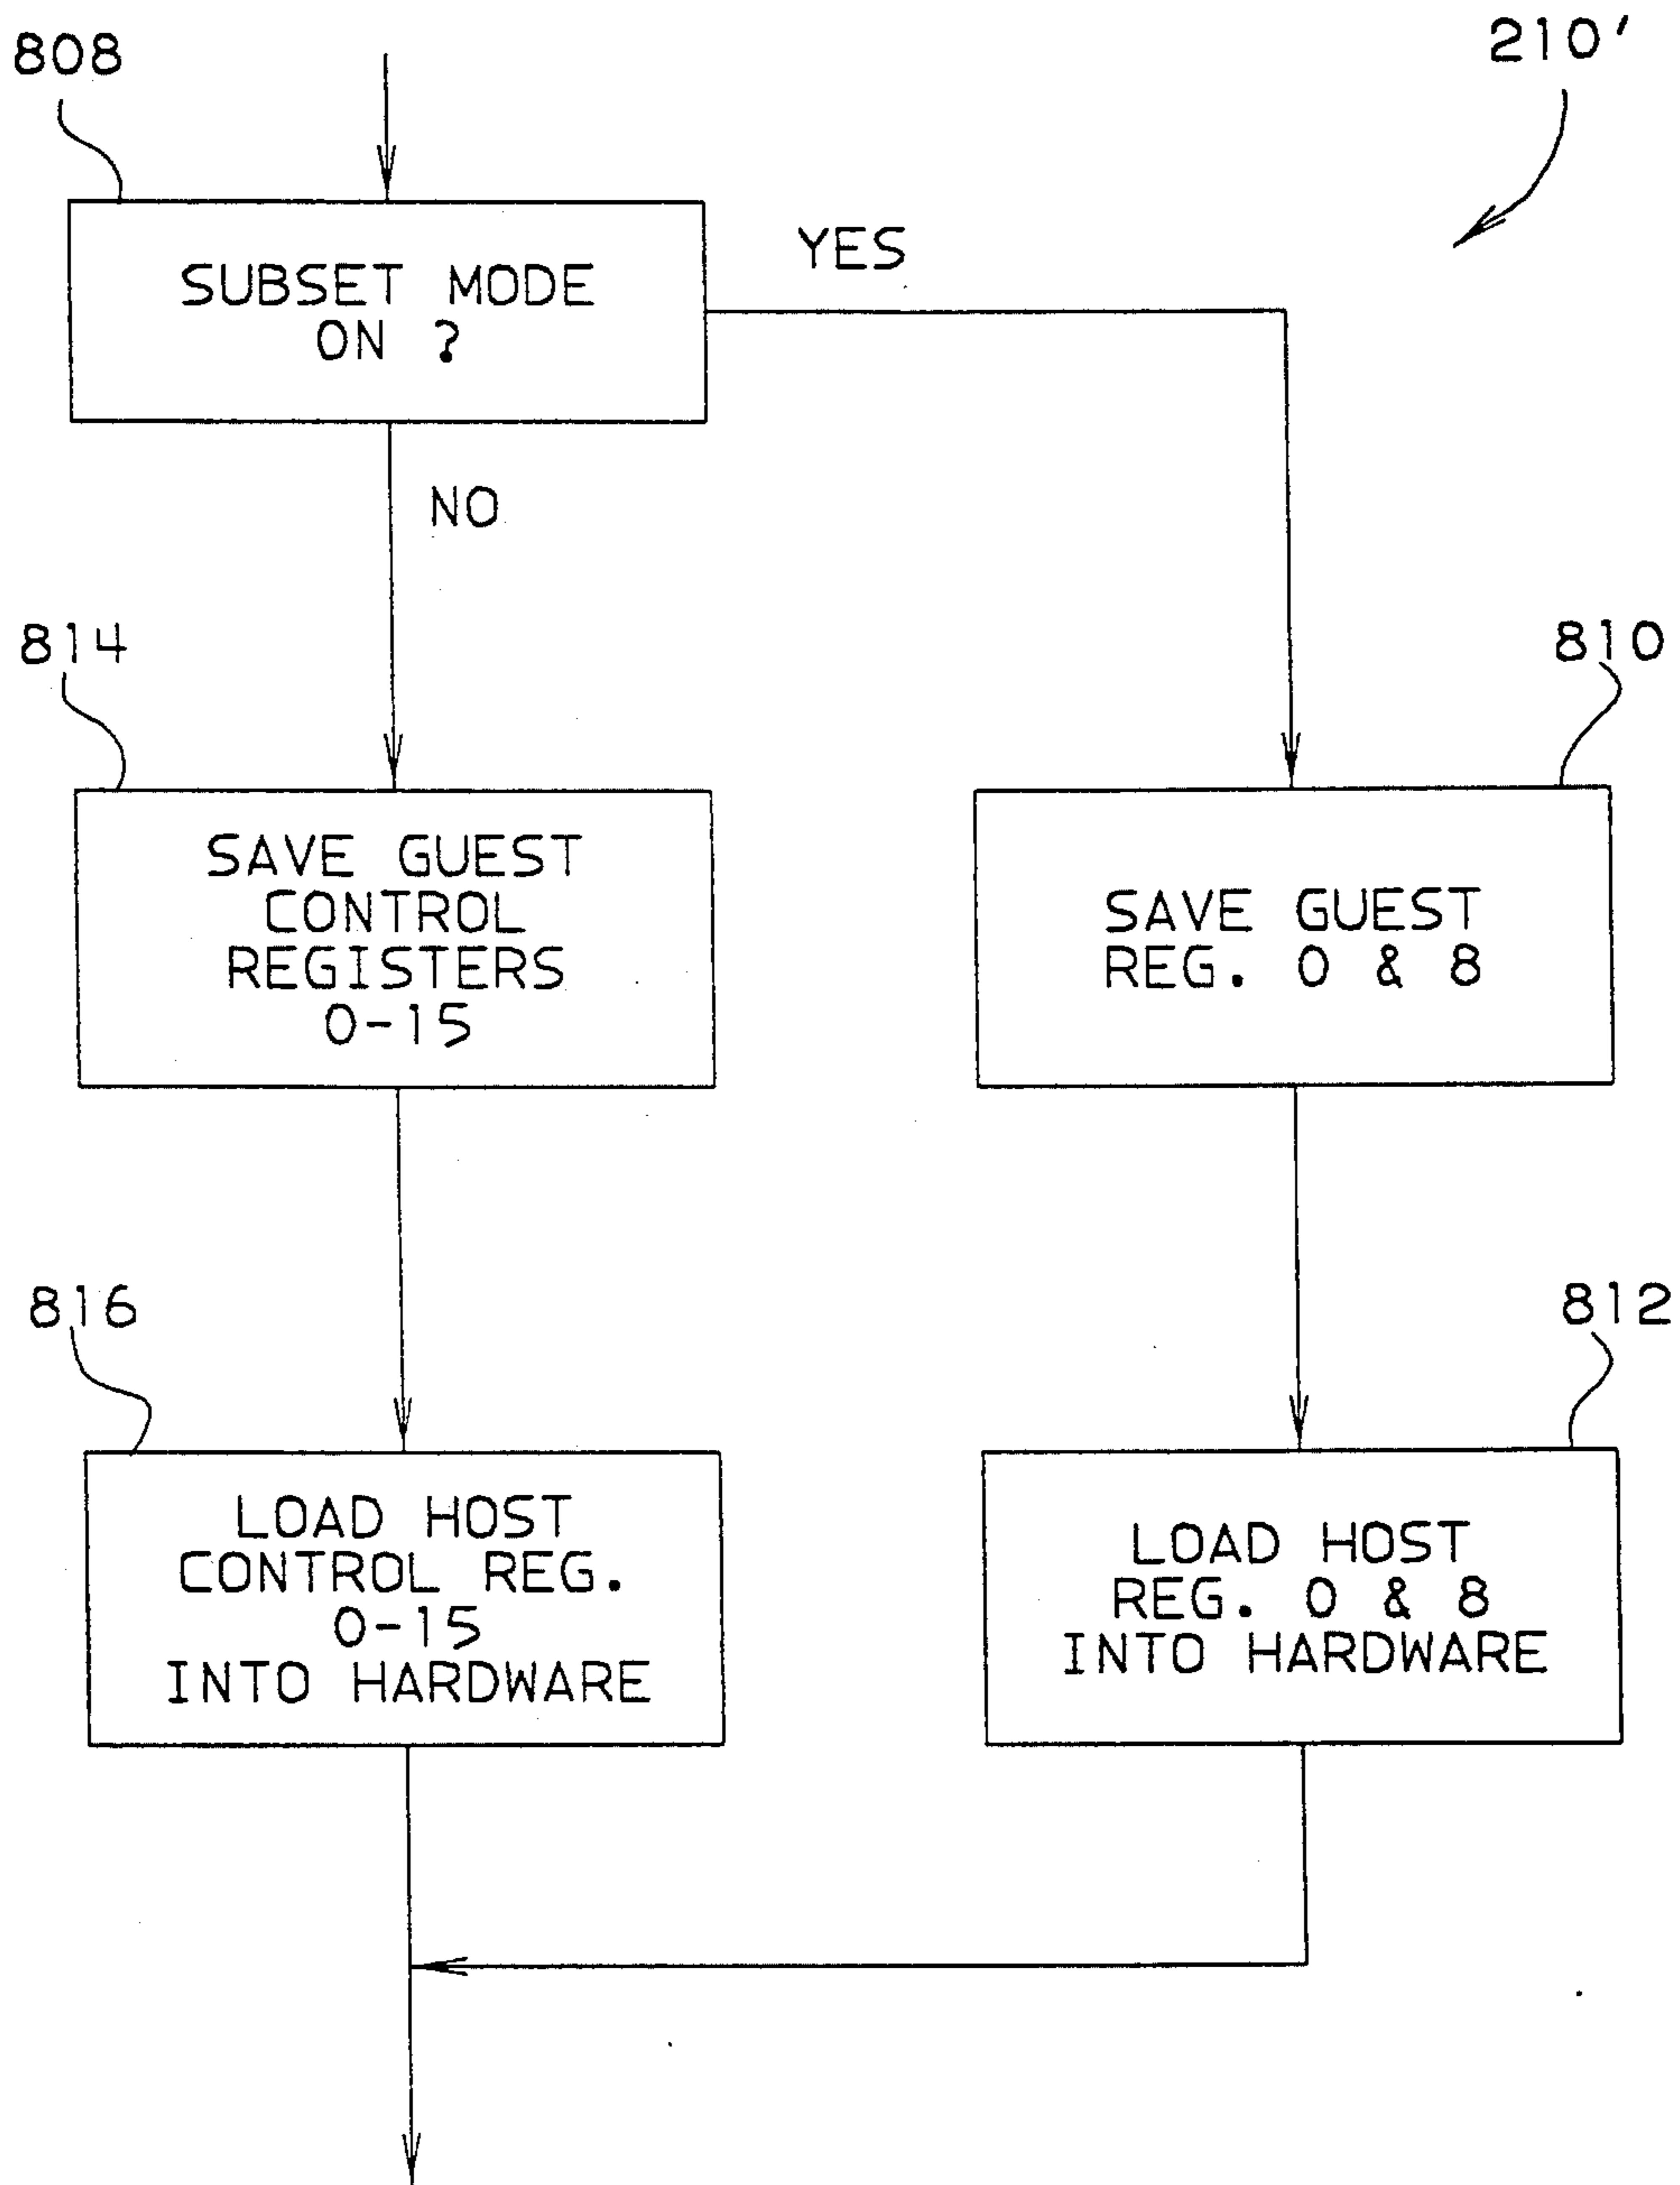 808
210'
SUBSET MODE
ON ?
YES
NO
814
810
SAVE GUEST
CONTROL
REGISTERS
0-15
SAVE GUEST
REG. 0 & 8
816
812
LOAD HOST
CONTROL REG.
0-15
INTO HARDWARE
LOAD HOST
REG. 0 & 8
INTO HARDWARE